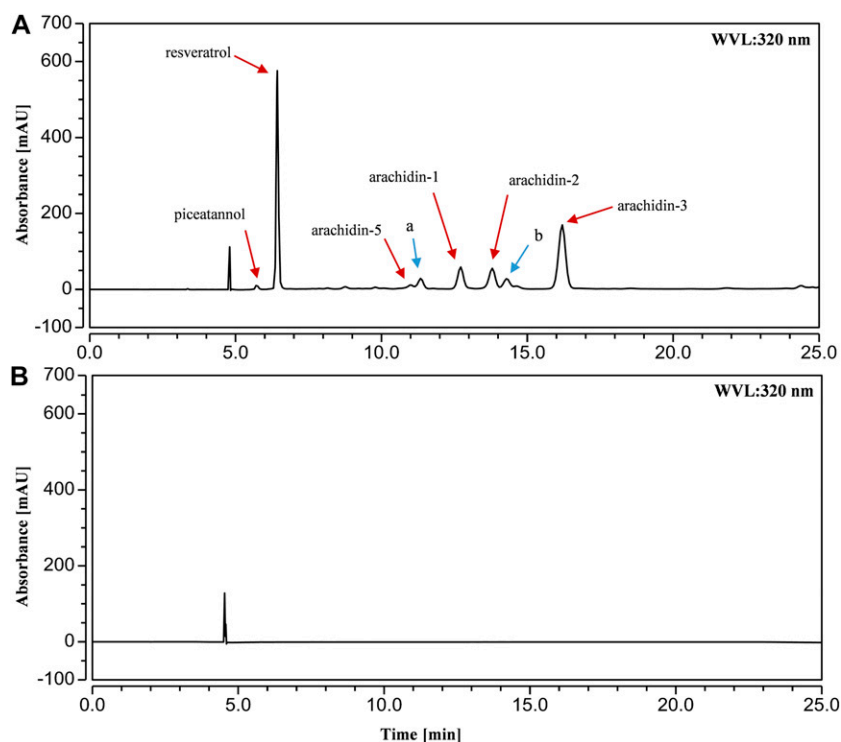 A
700
WVL:320 nm
600
resveratrol
400
Absorbance [mAU]
arachidin-1
arachidin-2
200
piceatannol
arachidin-5
a
b
arachidin-3
0
-100
0.0 5.0 10.0 15.0 20.0 25.0
B
700
WVL:320 nm
600
400
Absorbance [mAU]
200
0
-100
0.0 5.0 10.0 15.0 20.0 25.0
Time [min]